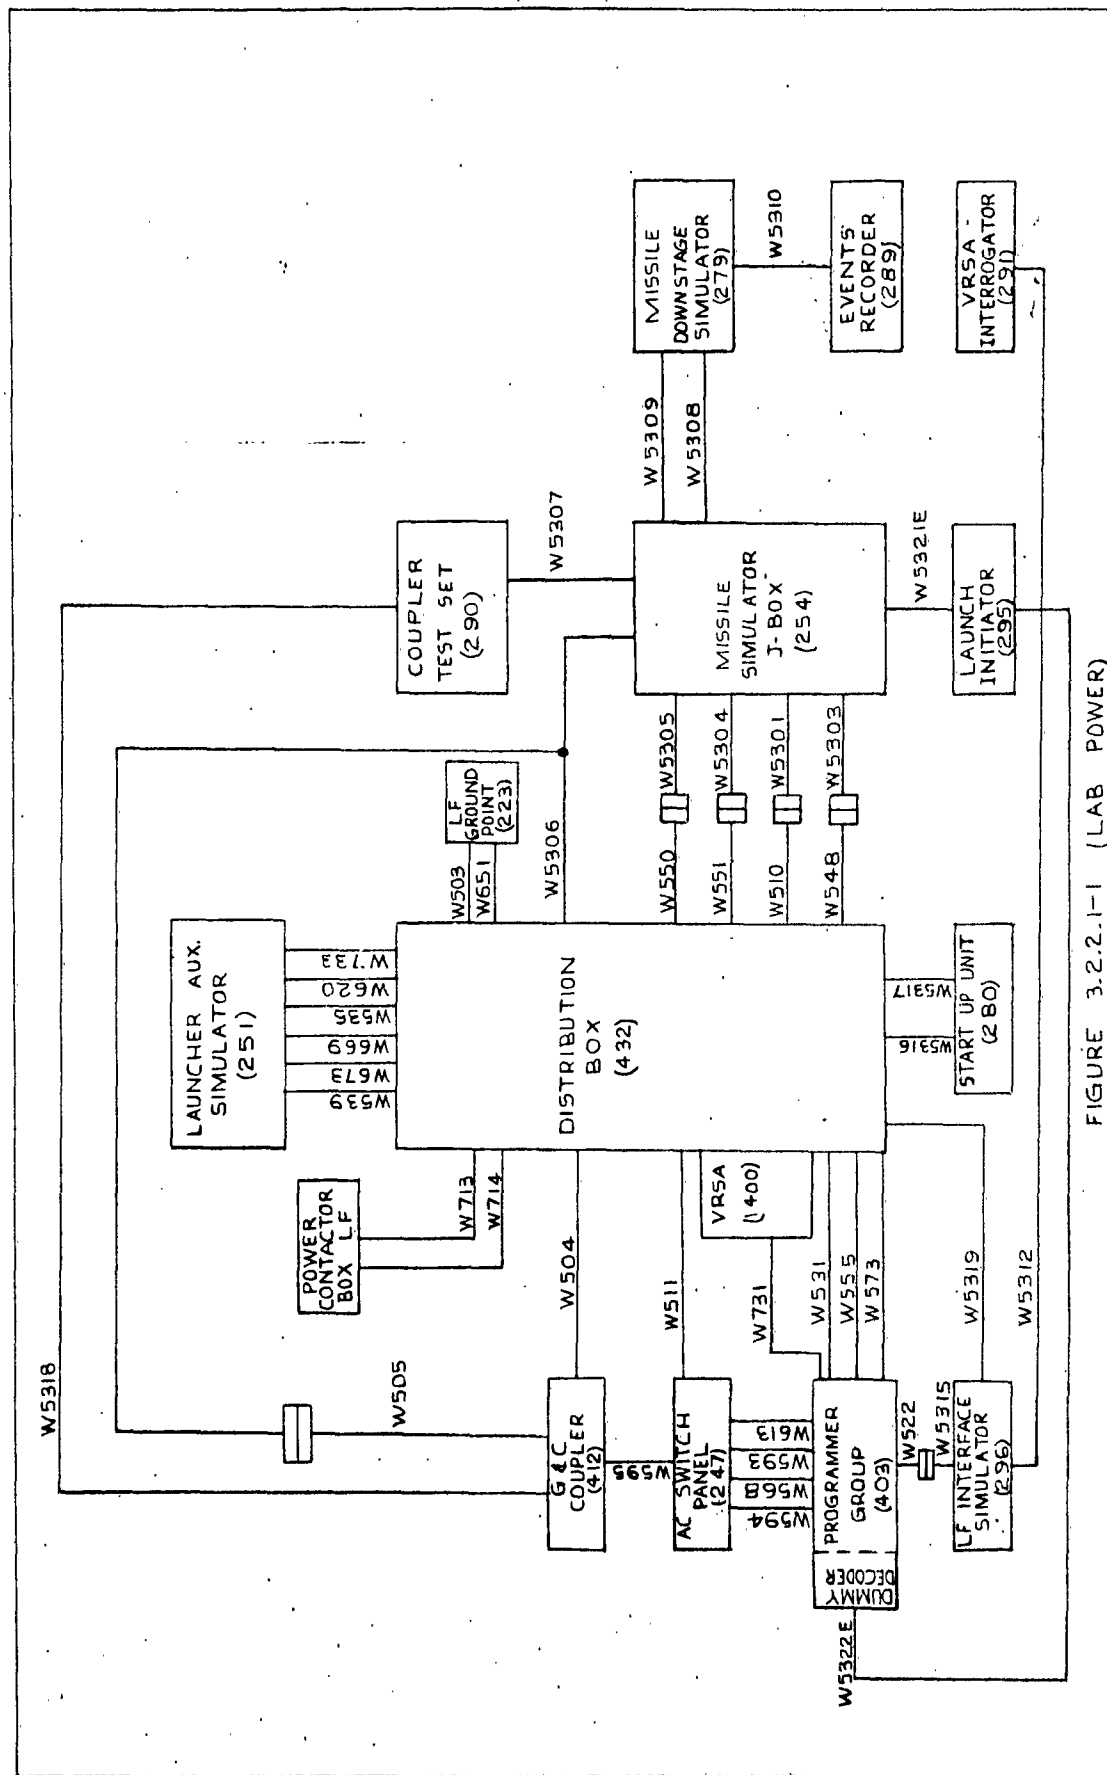 W5318
W505
POWER
CONTACTOR
BOX LF
W713
W714
LAUNCHER AUX.
SIMULATOR
(251)
W539
W673
W669
W535
W620
W733
LF
GROUND
POINT
(223)
W503
W651
COUPLER
TEST SET
(290)
W5307
G & C
COUPLER
(412)
W504
W595
AC SWITCH
PANEL
(247)
W511
W594
W568
W593
W613
DUMMY
DECODER
PROGRAMMER
GROUP
(403)
W731
W531
W555
W573
VRSA
(1400)
DISTRIBUTION
BOX
(432)
W5306
W550
W5305
W551
W5304
W510
W5301
W548
W5303
MISSILE
SIMULATOR
J-BOX
(254)
W5309
W5308
MISSILE
DOWNSTAGE
SIMULATOR
(279)
W5310
EVENTS
RECORDER
(289)
W5322E
W522
W5315
LF INTERFACE
SIMULATOR
(296)
W5319
W5312
W5316
W5317
START UP UNIT
(280)
W5321E
LAUNCH
INITIATOR
(295)
VRSA
INTERROGATOR
(291)
FIGURE 3.2.2.1-1 (LAB POWER)